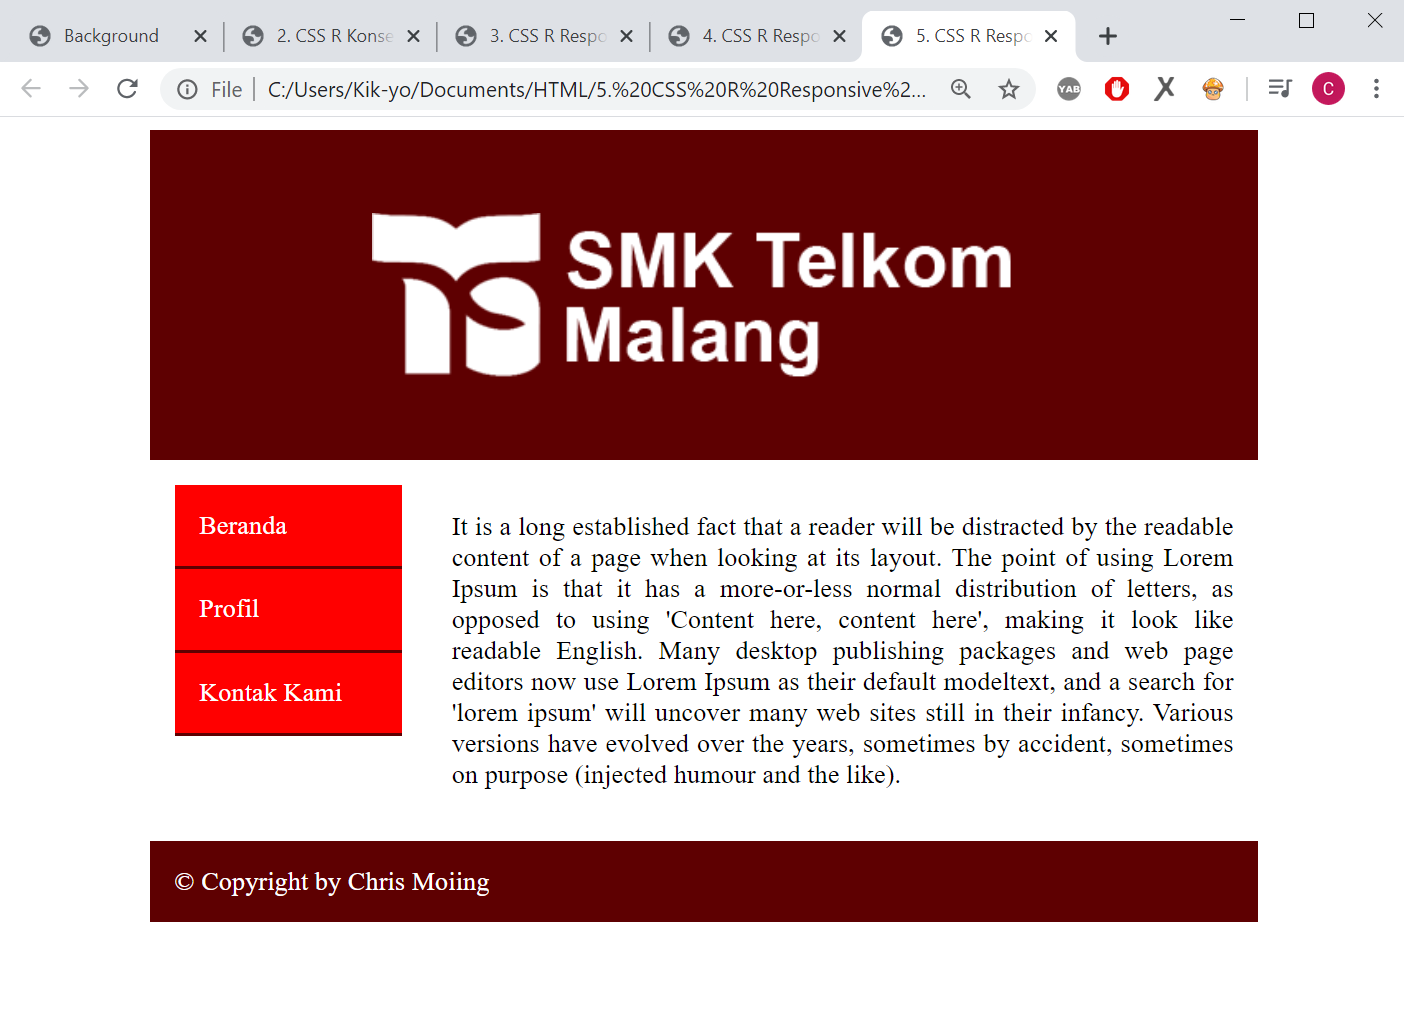 Background
2. CSS R Konse
3. CSS R Respo
4. CSS R Respo
5. CSS R Respo
File
C:/Users/Kik-yo/Documents/HTML/5.%20CSS%20R%20Responsive%2...
YAB
C
SMK Telkom
Malang
Beranda
Profil
Kontak Kami
It is a long established fact that a reader will be distracted by the readable
content of a page when looking at its layout. The point of using Lorem
Ipsum is that it has a more-or-less normal distribution of letters, as
opposed to using 'Content here, content here', making it look like
readable English. Many desktop publishing packages and web page
editors now use Lorem Ipsum as their default modeltext, and a search for
'lorem ipsum' will uncover many web sites still in their infancy. Various
versions have evolved over the years, sometimes by accident, sometimes
on purpose (injected humour and the like).
© Copyright by Chris Moiing